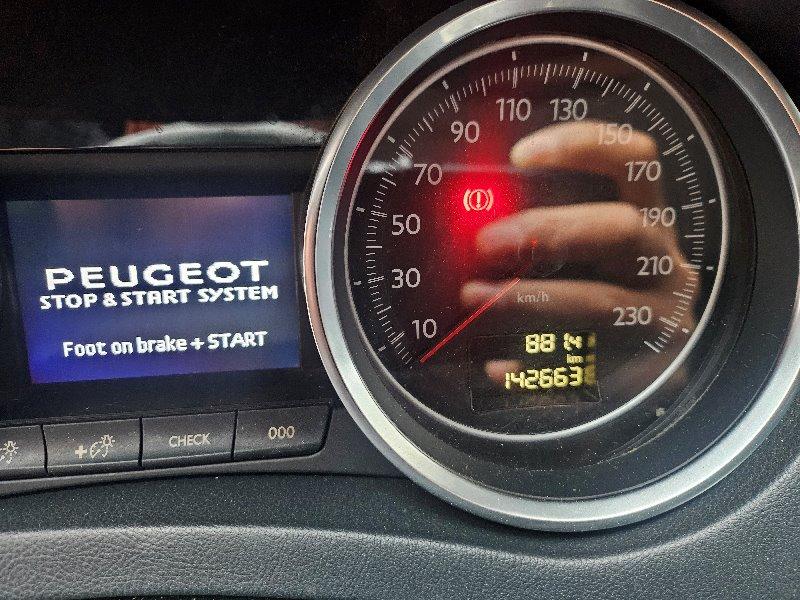 PEUGEOT
STOP & START SYSTEM
Foot on brake + START
CHECK
000
10
30
50
70
90
110
130
150
170
190
210
230
km/h
km
142663